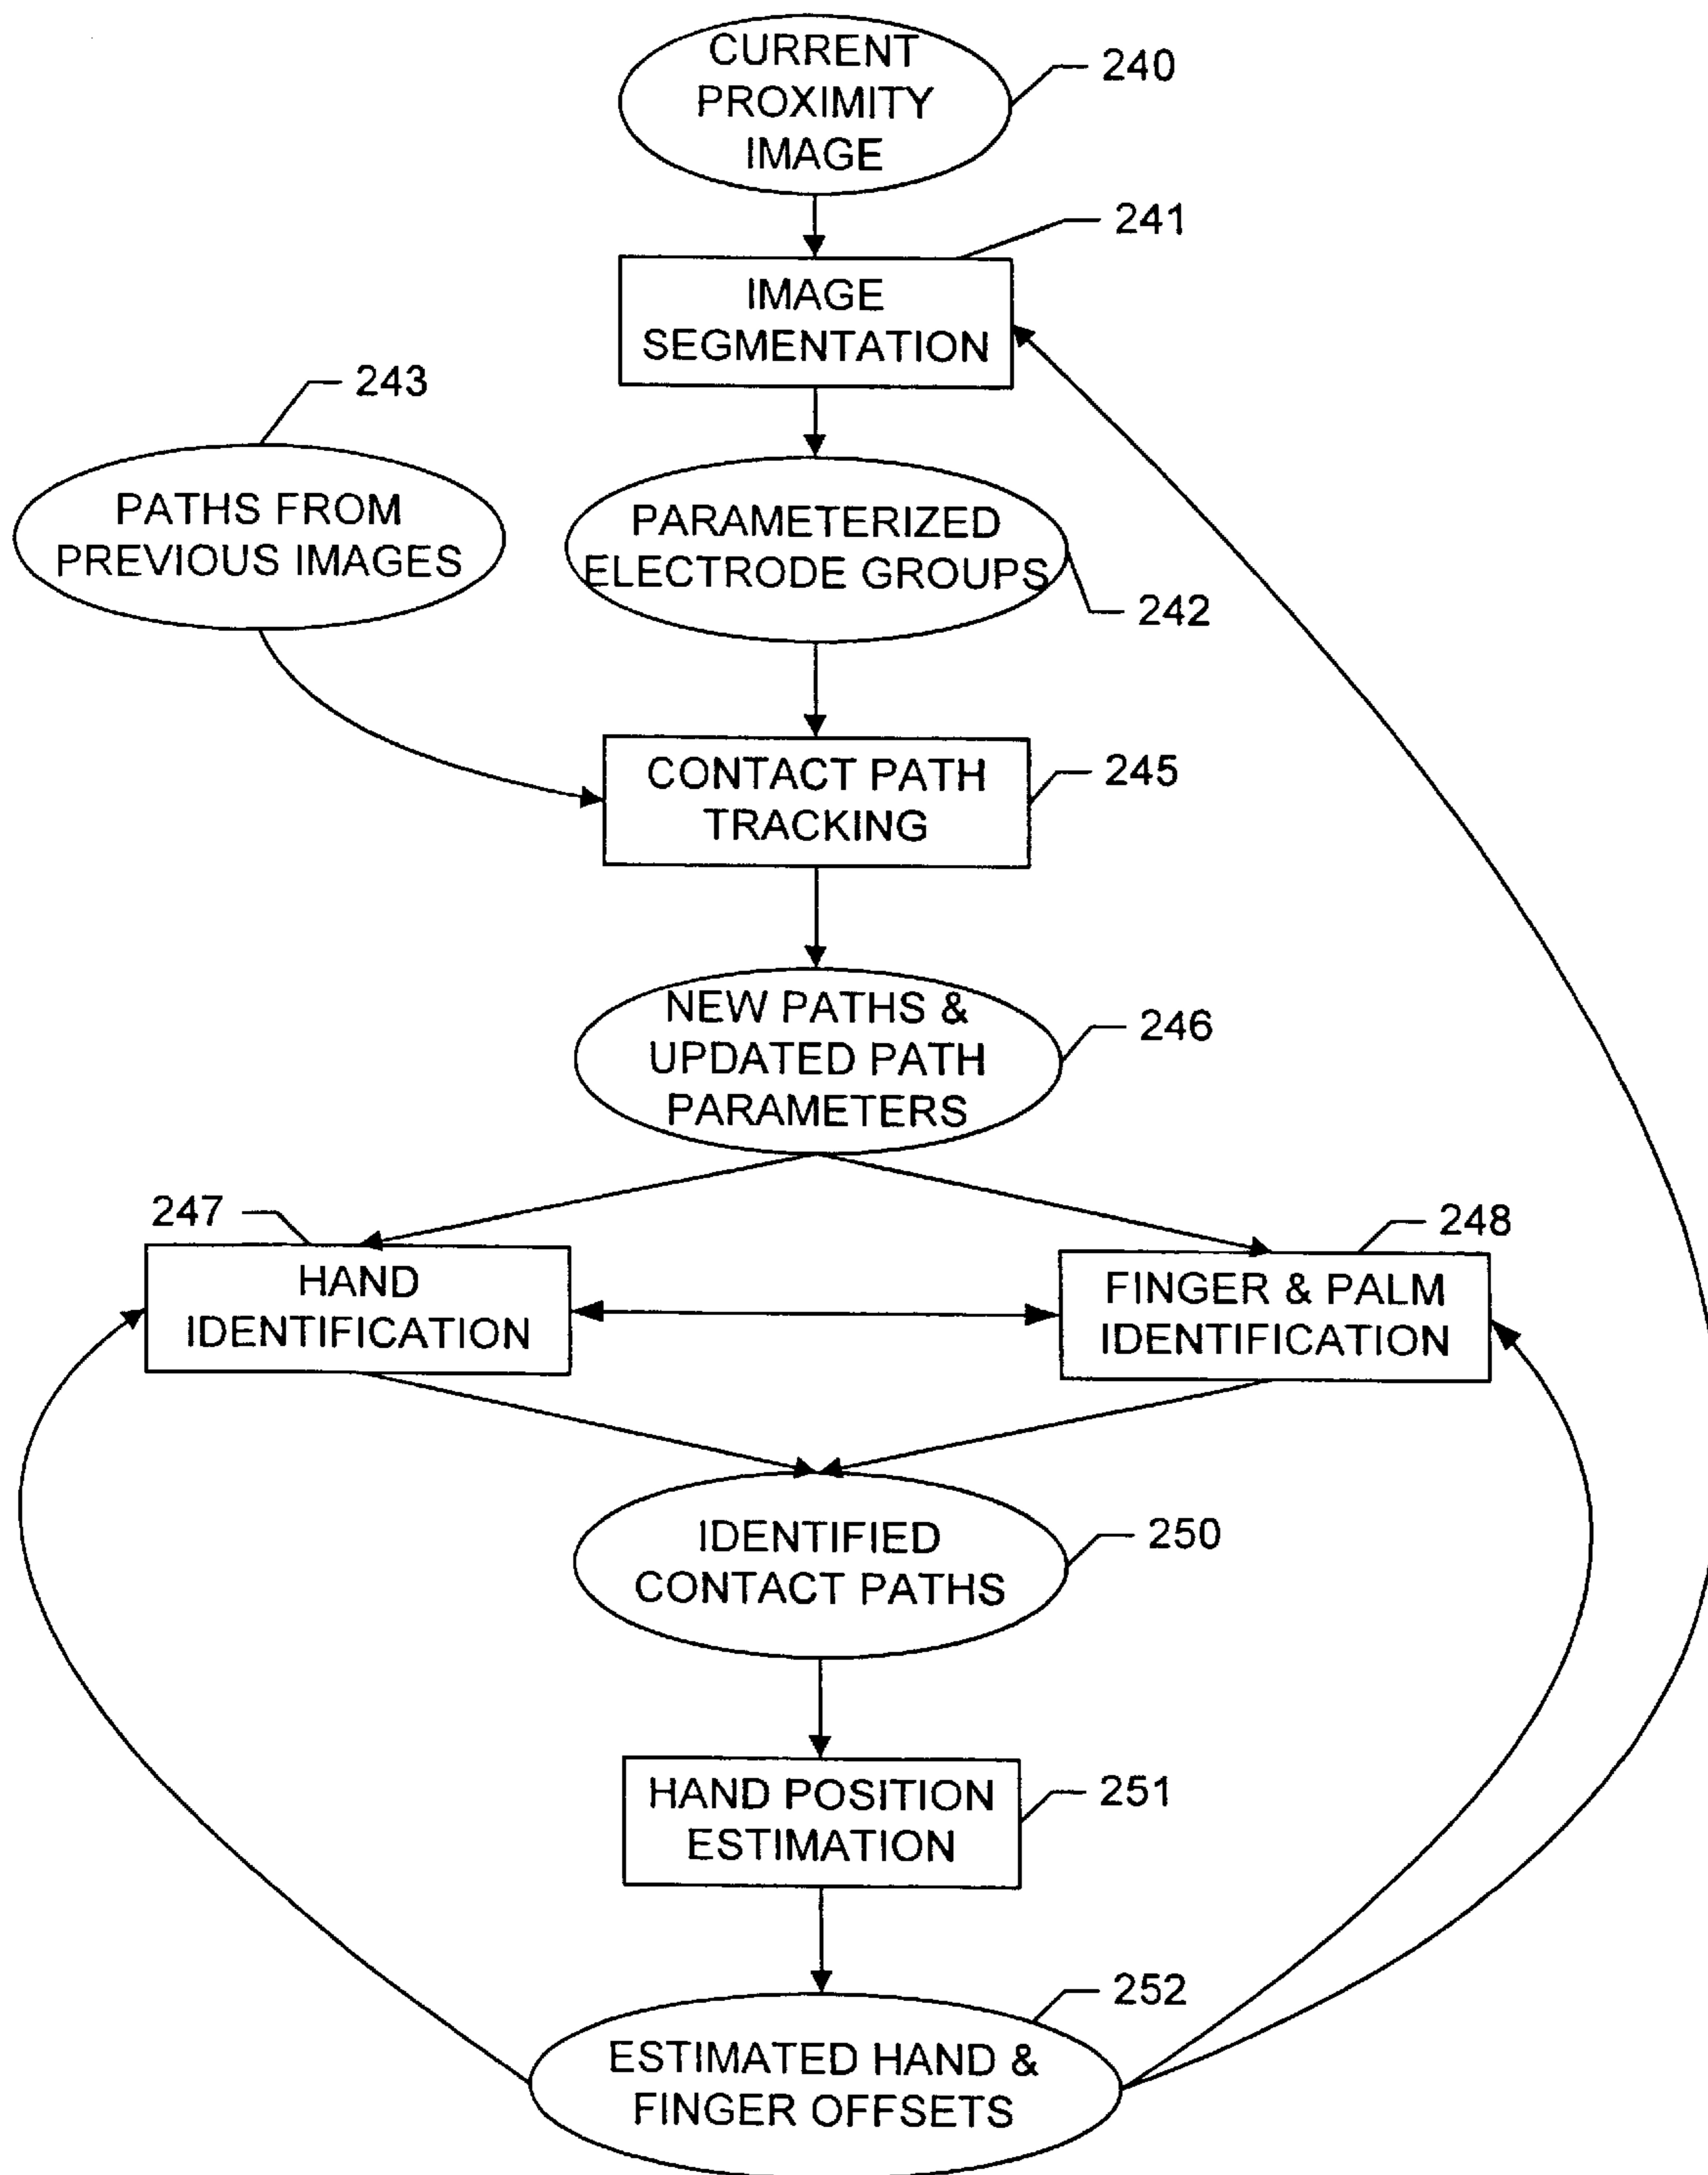 CURRENT
PROXIMITY
IMAGE
240
241
IMAGE
SEGMENTATION
243
PATHS FROM
PREVIOUS IMAGES
PARAMETERIZED
ELECTRODE GROUPS
242
CONTACT PATH
TRACKING
245
NEW PATHS &
UPDATED PATH
PARAMETERS
246
247
HAND
IDENTIFICATION
248
FINGER & PALM
IDENTIFICATION
IDENTIFIED
CONTACT PATHS
250
HAND POSITION
ESTIMATION
251
252
ESTIMATED HAND &
FINGER OFFSETS